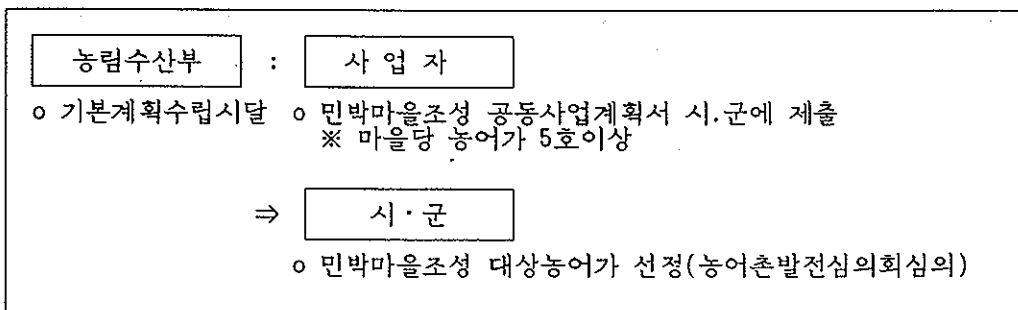 농림수산부 : 사 업 자
o 기본계획수립시달 o 민박마을조성 공동사업계획서 시.군에 제출
※ 마을당 농어가 5호이상
⇒ 시·군
o 민박마을조성 대상농어가 선정(농어촌발전심의회심의)